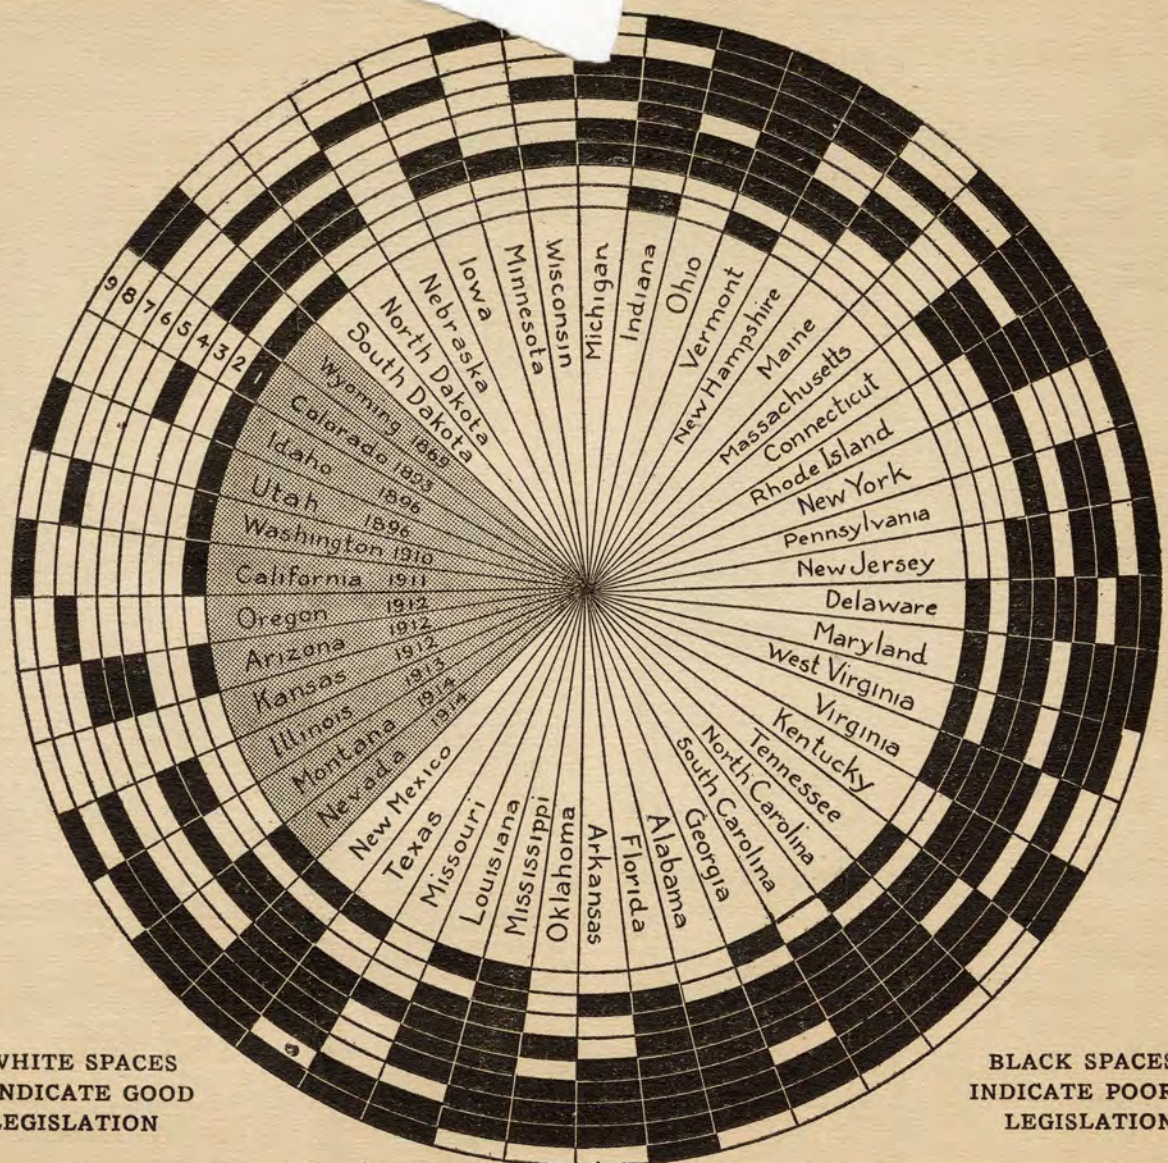 9 8 7 6 5 4 3 2 1
Wyoming 1869
Colorado 1893
Idaho 1896
Utah 1896
Washington 1910
California 1911
Oregon 1912
Arizona 1912
Kansas 1912
Illinois 1913
Montana 1914
Nevada 1914
New Mexico
Texas
Missouri
Louisiana
Mississippi
Oklahoma
Arkansas
Florida
Alabama
Georgia
South Carolina
North Carolina
Tennessee
Kentucky
Virginia
West Virginia
Maryland
Delaware
New Jersey
Pennsylvania
New York
Rhode Island
Connecticut
Massachusetts
Maine
New Hampshire
Vermont
Ohio
Indiana
Michigan
Wisconsin
Minnesota
Iowa
Nebraska
North Dakota
South Dakota
WHITE SPACES
INDICATE GOOD
LEGISLATION
BLACK SPACES
INDICATE POOR
LEGISLATION